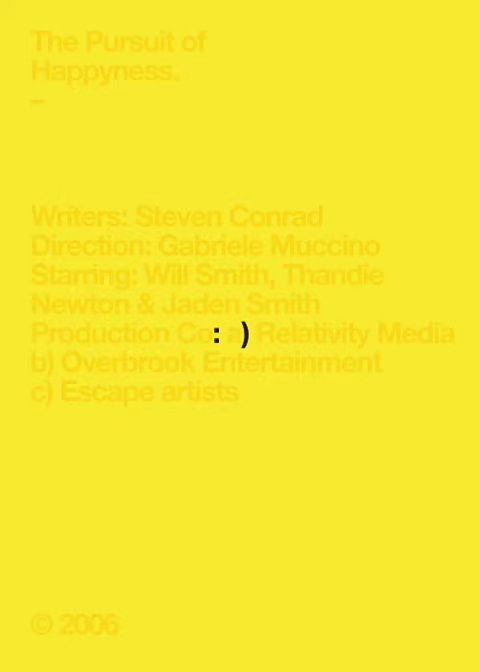 The Pursuit of
Happyness.
–
Writers: Steven Conrad
Direction: Gabriele Muccino
Starring: Will Smith, Thandie
Newton & Jaden Smith
Production Co: a) Relativity Media
: )
b) Overbrook Entertainment
c) Escape artists
© 2006